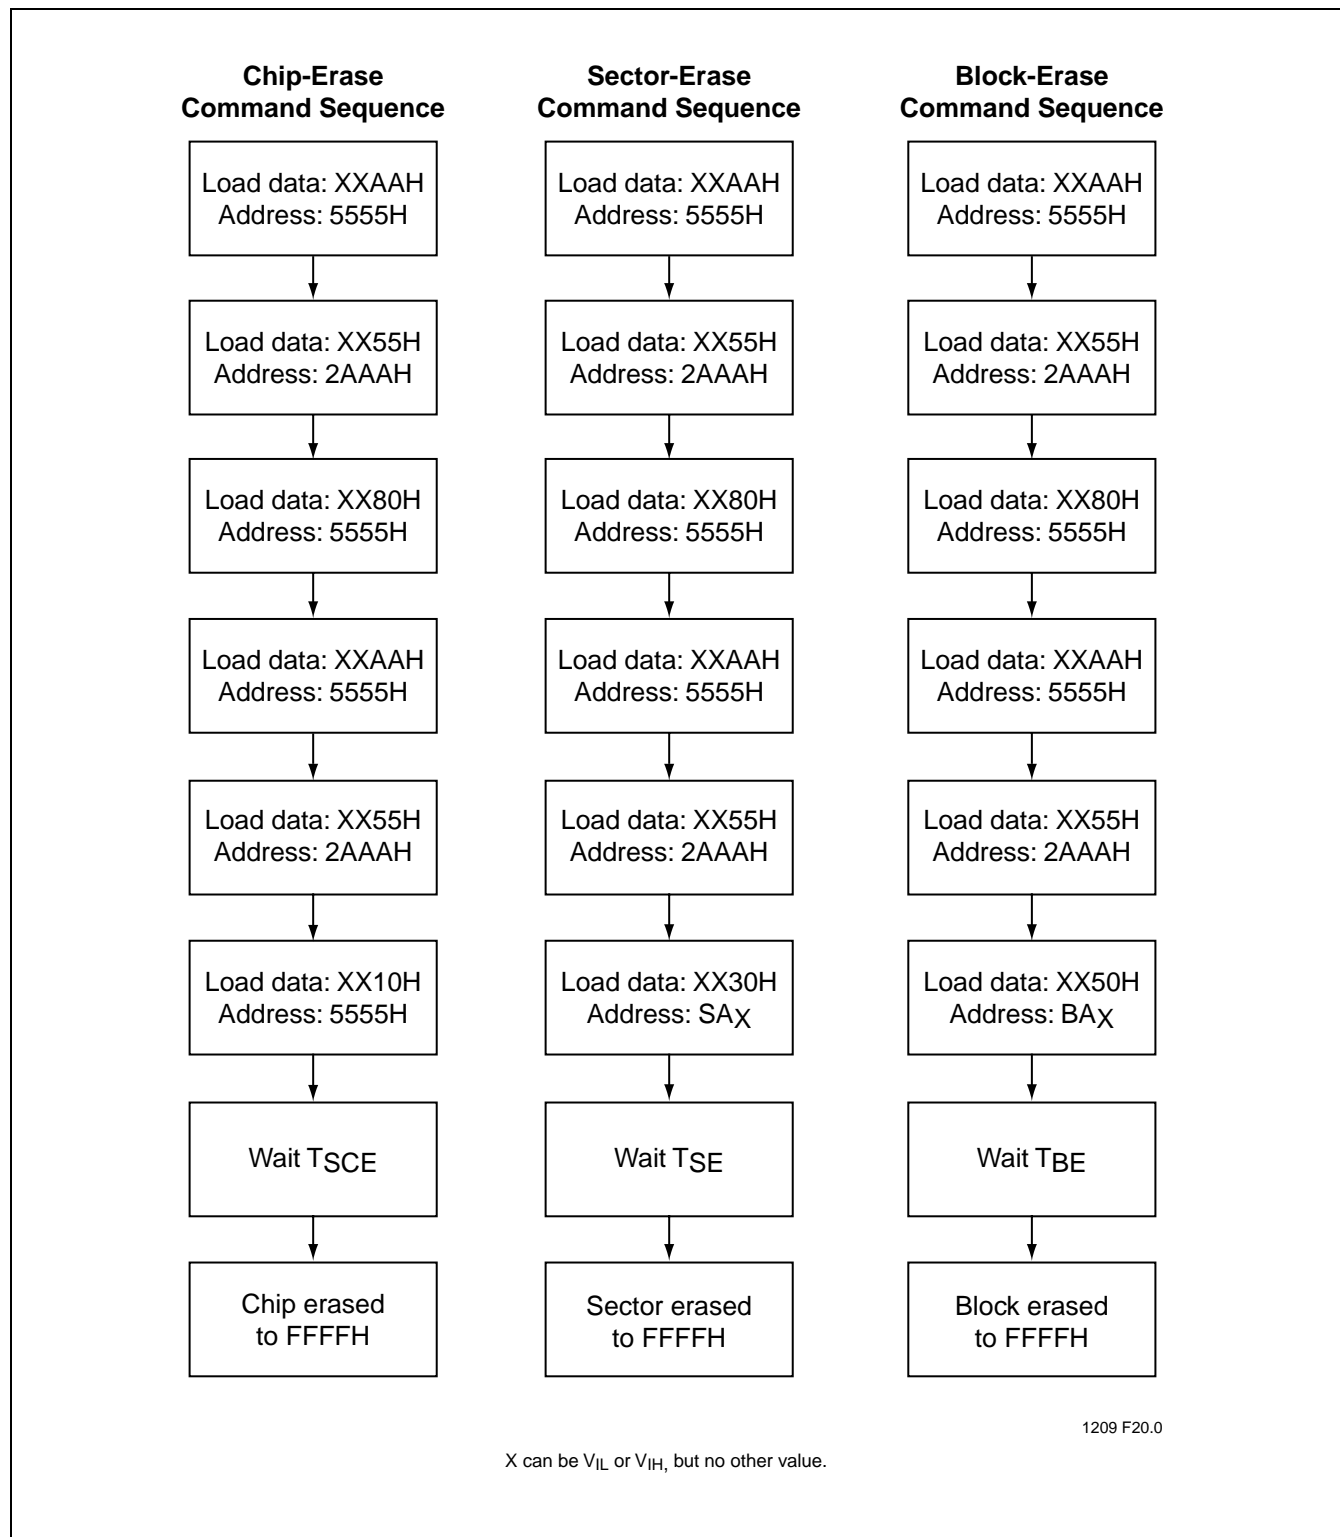 Chip-Erase
Command Sequence
Load data: XXAAH
Address: 5555H
Load data: XX55H
Address: 2AAAH
Load data: XX80H
Address: 5555H
Load data: XXAAH
Address: 5555H
Load data: XX55H
Address: 2AAAH
Load data: XX10H
Address: 5555H
Wait TSCE
Chip erased
to FFFFH
Sector-Erase
Command Sequence
Load data: XXAAH
Address: 5555H
Load data: XX55H
Address: 2AAAH
Load data: XX80H
Address: 5555H
Load data: XXAAH
Address: 5555H
Load data: XX55H
Address: 2AAAH
Load data: XX30H
Address: SAX
Wait TSE
Sector erased
to FFFFH
Block-Erase
Command Sequence
Load data: XXAAH
Address: 5555H
Load data: XX55H
Address: 2AAAH
Load data: XX80H
Address: 5555H
Load data: XXAAH
Address: 5555H
Load data: XX55H
Address: 2AAAH
Load data: XX50H
Address: BAX
Wait TBE
Block erased
to FFFFH
1209 F20.0
X can be VIL or VIH, but no other value.